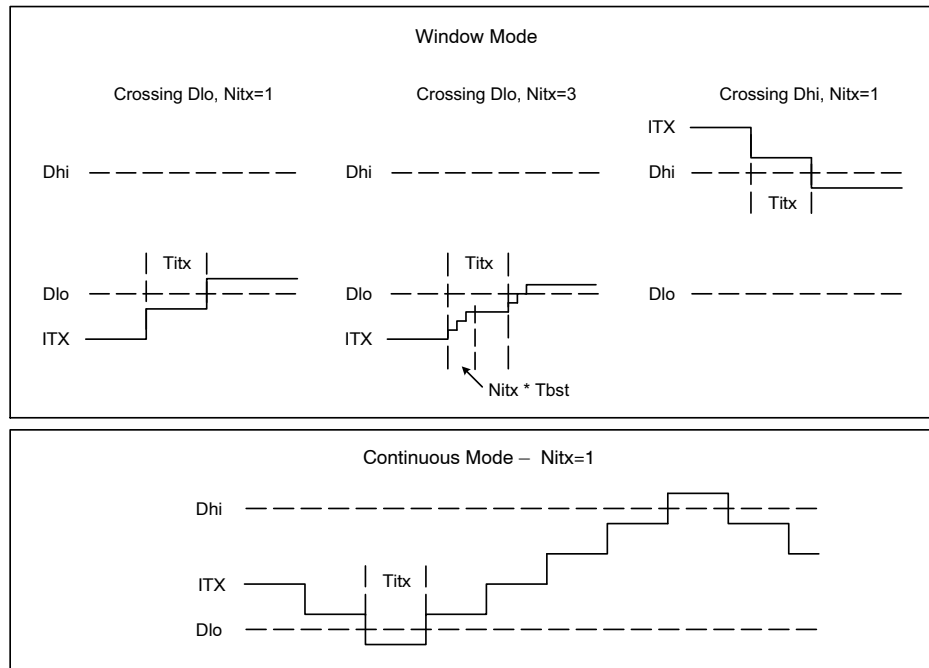 Window Mode
Crossing Dlo, Nitx=1
Crossing Dlo, Nitx=3
Crossing Dhi, Nitx=1
ITX
Dhi
Dhi
Dhi
Titx
Titx
Titx
Dlo
Dlo
Dlo
ITX
ITX
Nitx * Tbst
Continuous Mode – Nitx=1
Dhi
ITX
Titx
Dlo